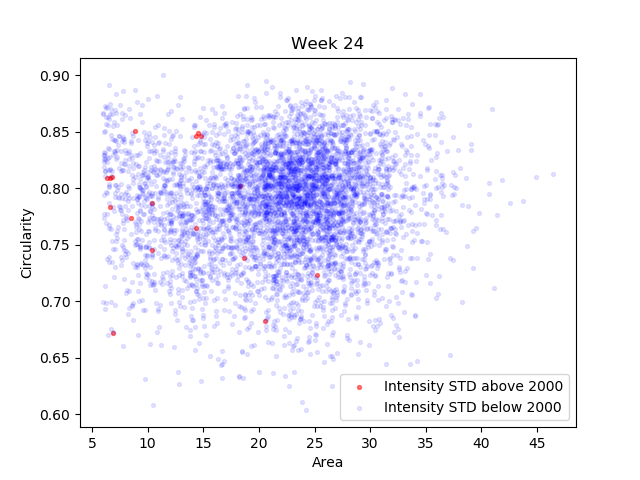 Week 24
0.90
0.85
0.80
0.75
0.70
0.65
0.60
Circularity
Intensity STD above 2000
Intensity STD below 2000
5 10 15 20 25 30 35 40 45
Area